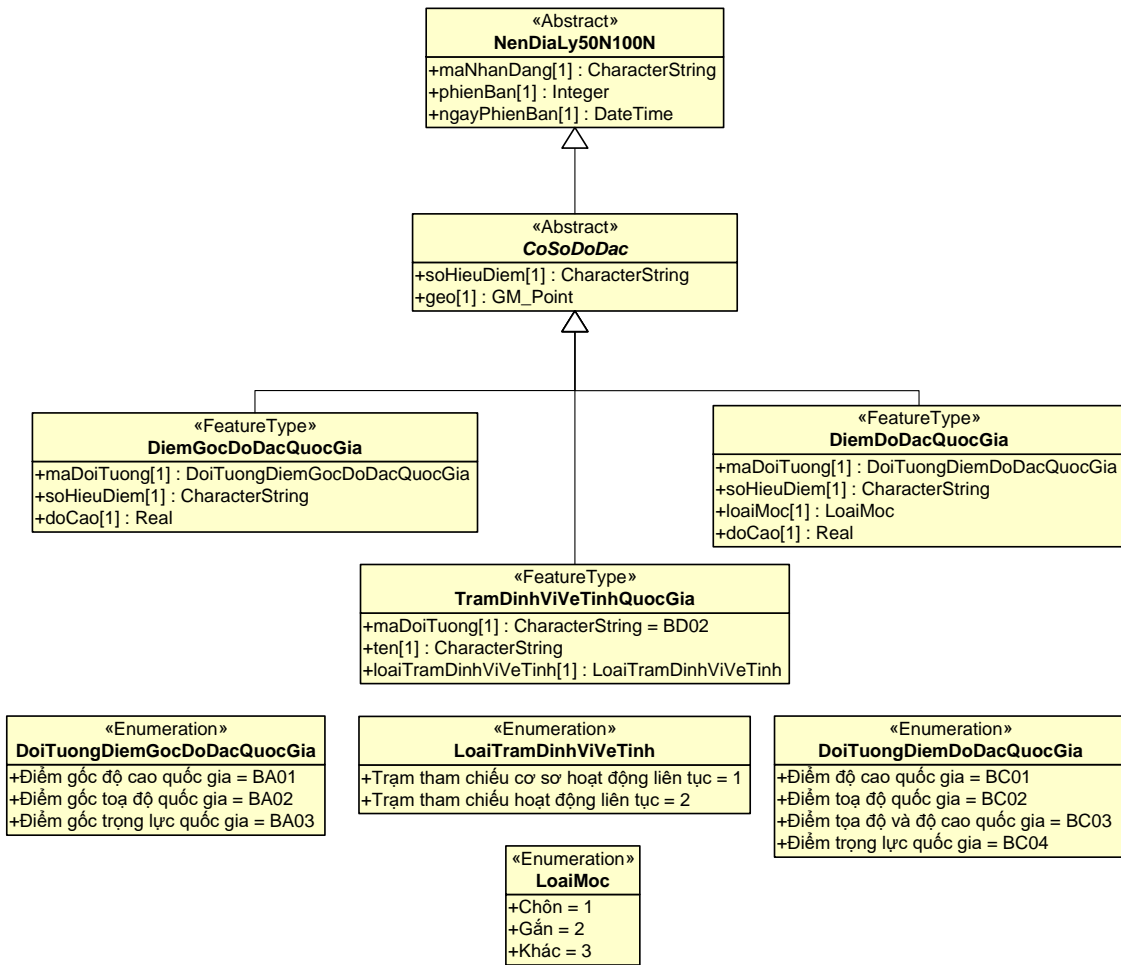 «Abstract»
NenDiaLy50N100N
+maNhanDang[1] : CharacterString
+phienBan[1] : Integer
+ngayPhienBan[1] : DateTime
«Abstract»
CoSoDoDac
+soHieuDiem[1] : CharacterString
+geo[1] : GM_Point
«FeatureType»
DiemGocDoDacQuocGia
+maDoiTuong[1] : DoiTuongDiemGocDoDacQuocGia
+soHieuDiem[1] : CharacterString
+doCao[1] : Real
«FeatureType»
DiemDoDacQuocGia
+maDoiTuong[1] : DoiTuongDiemDoDacQuocGia
+soHieuDiem[1] : CharacterString
+loaiMoc[1] : LoaiMoc
+doCao[1] : Real
«FeatureType»
TramDinhViVeTinhQuocGia
+maDoiTuong[1] : CharacterString = BD02
+ten[1] : CharacterString
+loaiTramDinhViVeTinh[1] : LoaiTramDinhViVeTinh
«Enumeration»
DoiTuongDiemGocDoDacQuocGia
+Điểm gốc độ cao quốc gia = BA01
+Điểm gốc toạ độ quốc gia = BA02
+Điểm gốc trọng lực quốc gia = BA03
«Enumeration»
LoaiTramDinhViVeTinh
+Trạm tham chiếu cơ sơ hoạt động liên tục = 1
+Trạm tham chiếu hoạt động liên tục = 2
«Enumeration»
DoiTuongDiemDoDacQuocGia
+Điểm độ cao quốc gia = BC01
+Điểm toạ độ quốc gia = BC02
+Điểm tọa độ và độ cao quốc gia = BC03
+Điểm trọng lực quốc gia = BC04
«Enumeration»
LoaiMoc
+Chôn = 1
+Gắn = 2
+Khác = 3